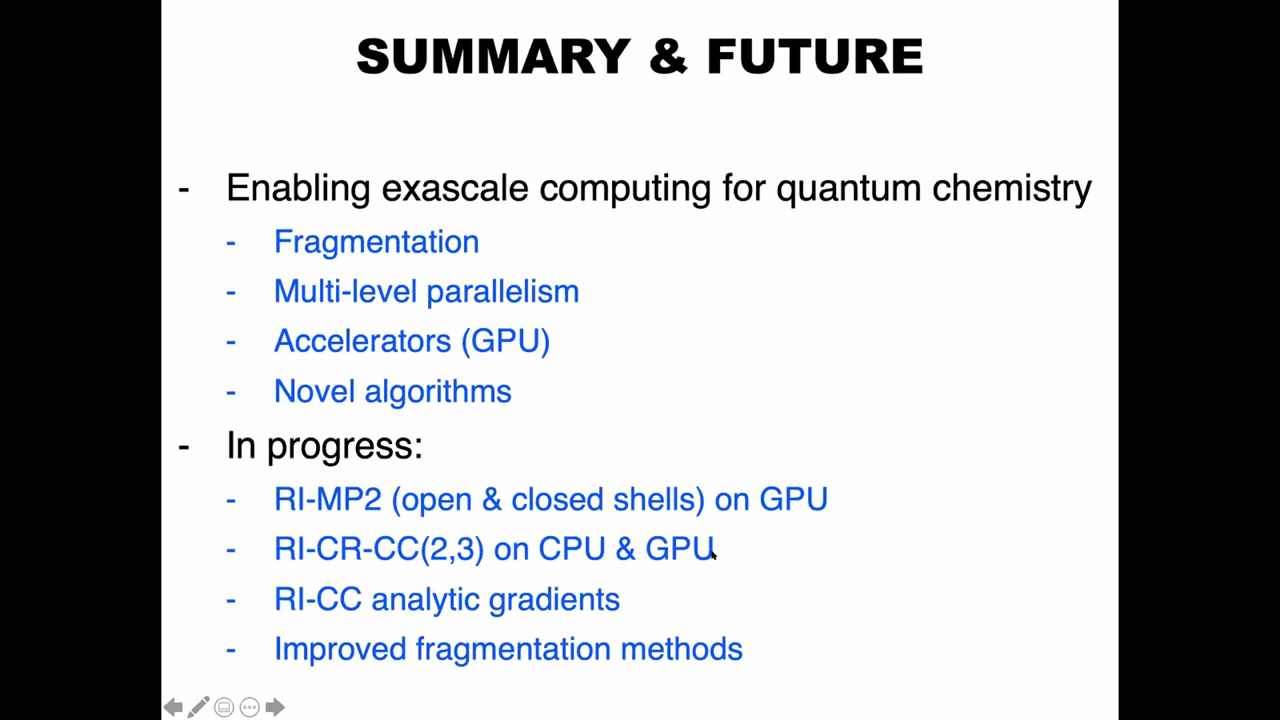 SUMMARY & FUTURE
- Enabling exascale computing for quantum chemistry
- Fragmentation
- Multi-level parallelism
- Accelerators (GPU)
- Novel algorithms
- In progress:
- RI-MP2 (open & closed shells) on GPU
- RI-CR-CC(2,3) on CPU & GPU
- RI-CC analytic gradients
- Improved fragmentation methods